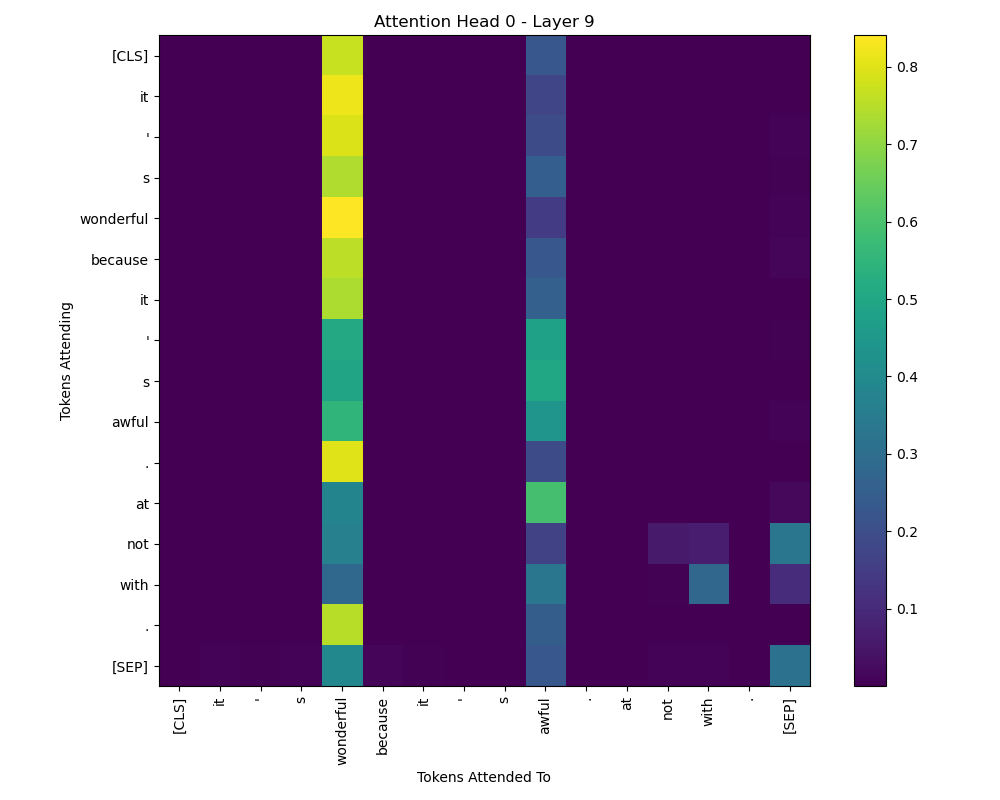 Attention Head 0 - Layer 9
Tokens Attending
[CLS]
it
'
s
wonderful
because
it
'
s
awful
.
at
not
with
.
[SEP]
[CLS]
it
'
s
wonderful
because
it
'
s
awful
.
at
not
with
.
[SEP]
Tokens Attended To
0.8
0.7
0.6
0.5
0.4
0.3
0.2
0.1